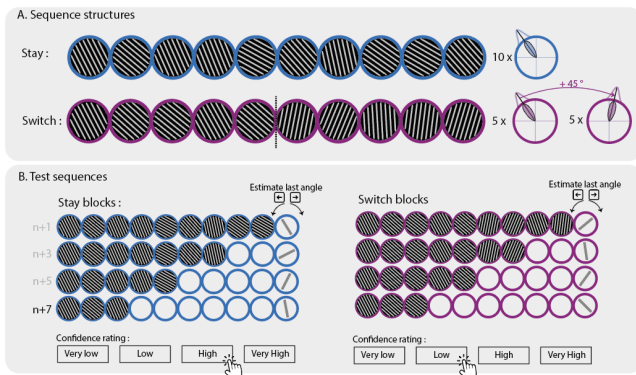 A. Sequence structures
Stay :
10 x
+ 45°
Switch :
5 x
5 x
B. Test sequences
Stay blocks :
Estimate last angle
n+1
n+3
n+5
n+7
Confidence rating :
Very low
Low
High
Very High
Switch blocks
Estimate last angle
Confidence rating :
Very low
Low
High
Very High